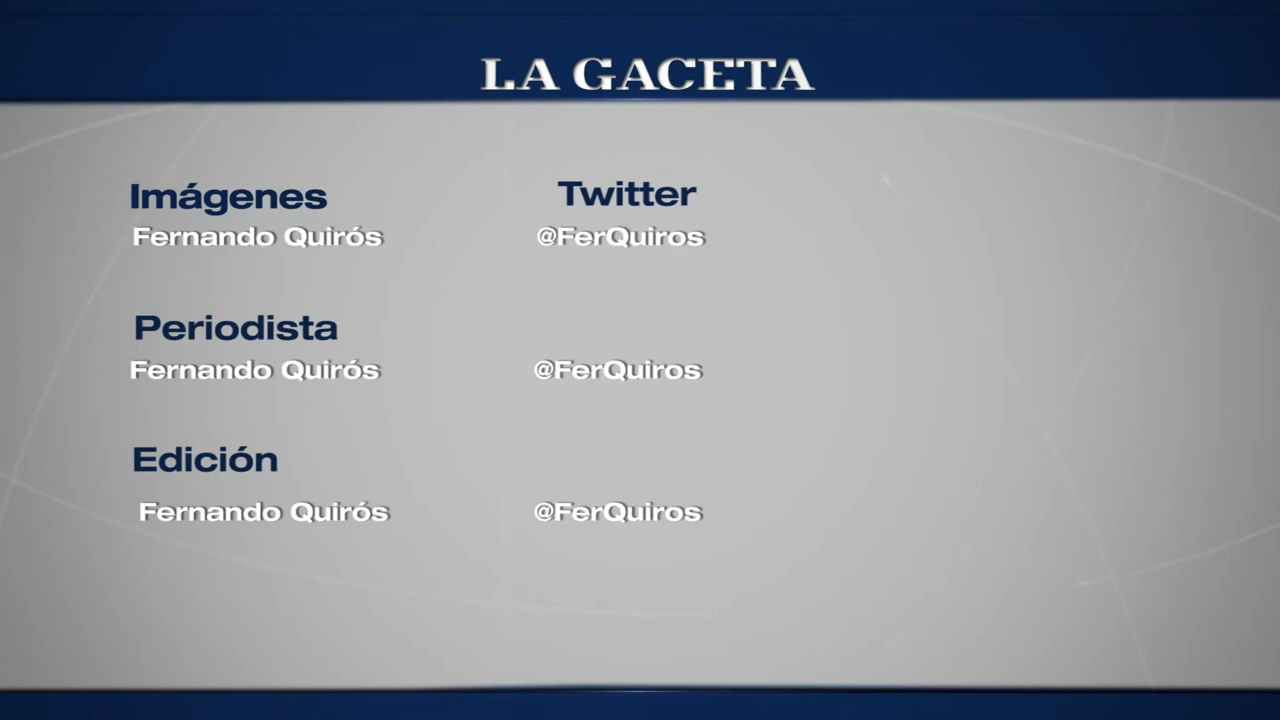 LA GACETA
Imágenes Twitter
Fernando Quirós @FerQuiros
Periodista
Fernando Quirós @FerQuiros
Edición
Fernando Quirós @FerQuiros